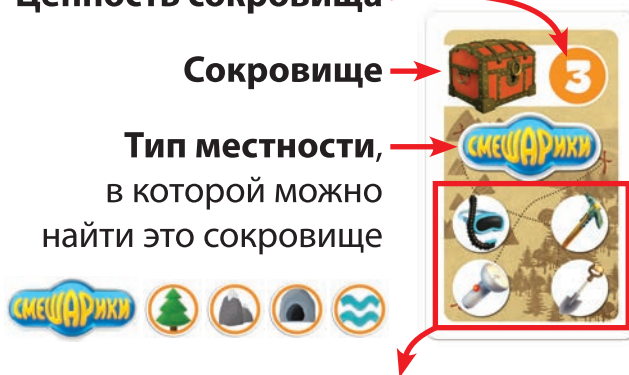 Ценность сокровища
3
Сокровище
СМЕШАРИКИ
Тип местности,
в которой можно
найти это сокровище
СМЕШАРИКИ